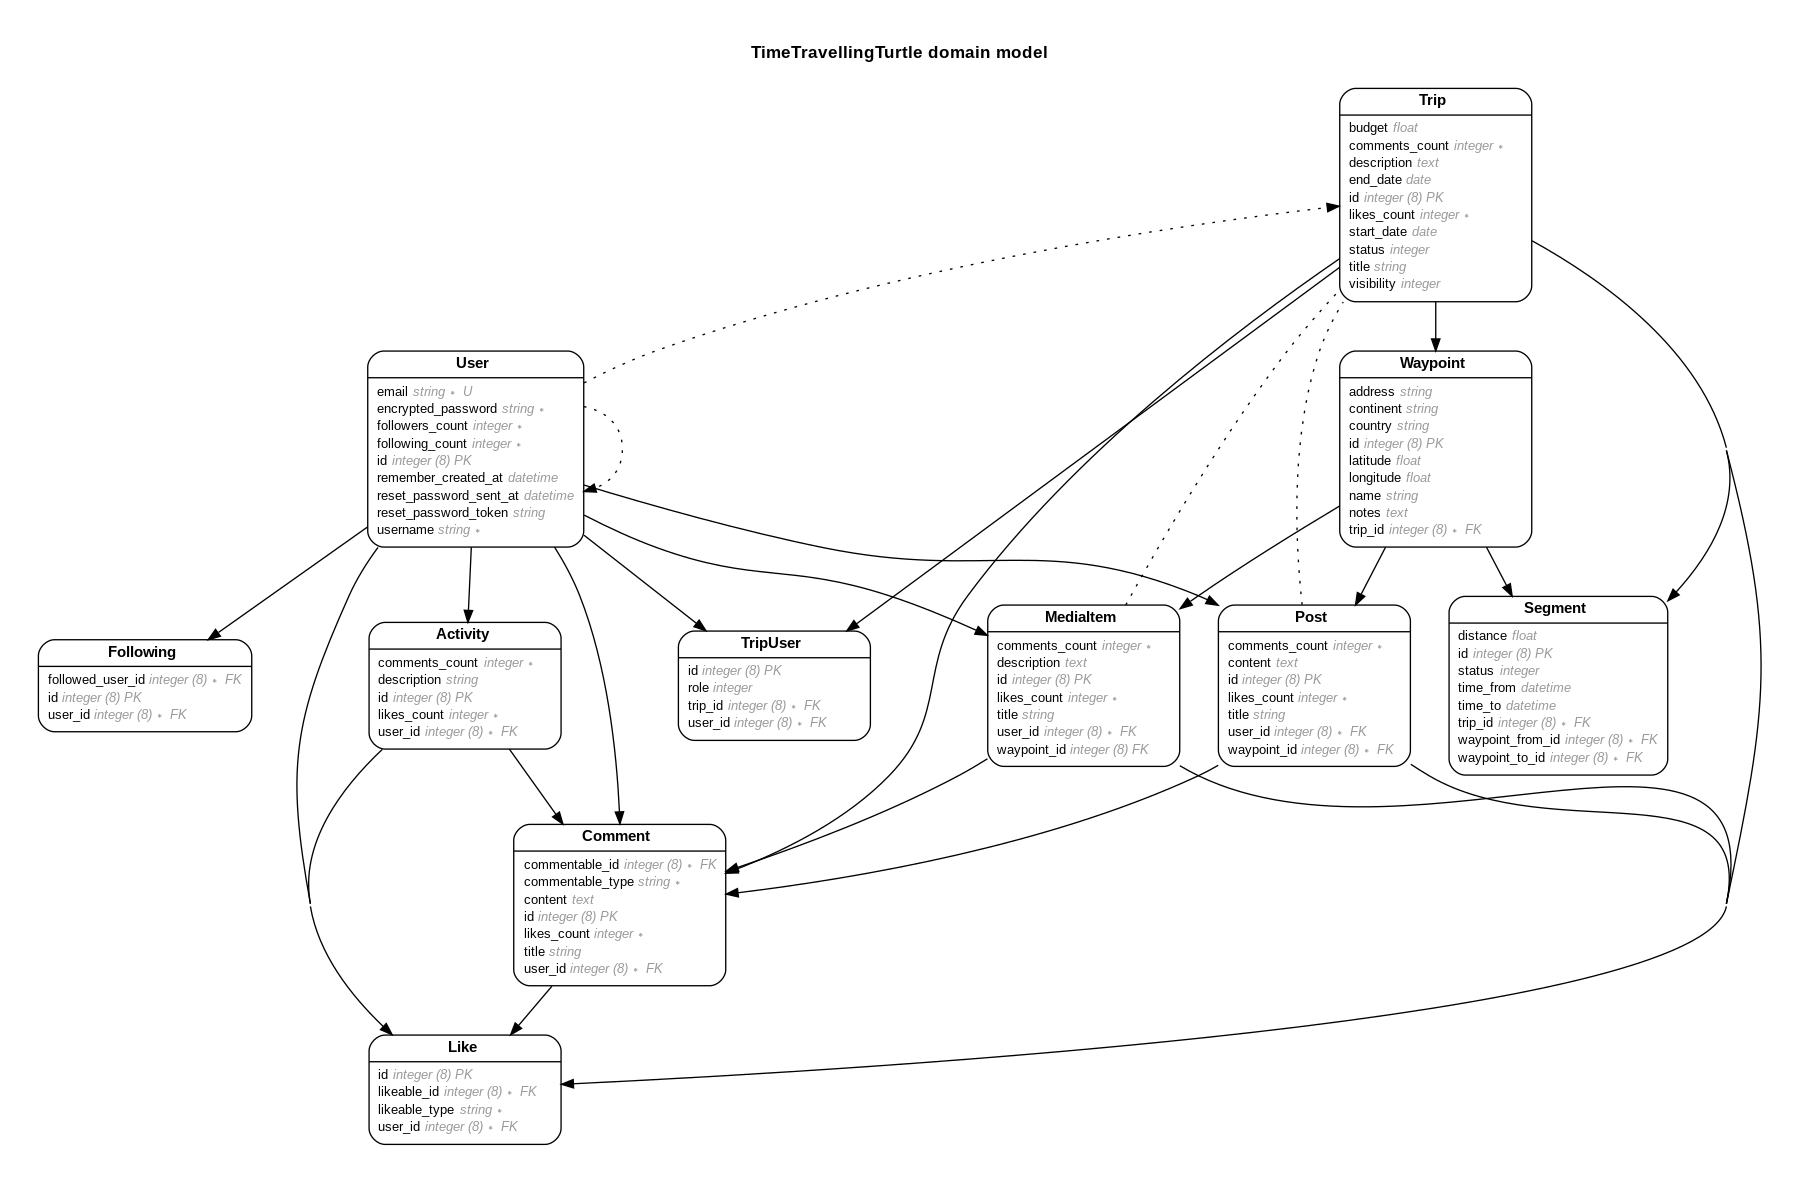 TimeTravellingTurtle domain model
Trip
budget float
comments_count integer ∗
description text
end_date date
id integer (8) PK
likes_count integer ∗
start_date date
status integer
title string
visibility integer
User
email string ∗ U
encrypted_password string ∗
followers_count integer ∗
following_count integer ∗
id integer (8) PK
remember_created_at datetime
reset_password_sent_at datetime
reset_password_token string
username string ∗
Waypoint
address string
continent string
country string
id integer (8) PK
latitude float
longitude float
name string
notes text
trip_id integer (8) ∗ FK
Following
followed_user_id integer (8) ∗ FK
id integer (8) PK
user_id integer (8) ∗ FK
Activity
comments_count integer ∗
description string
id integer (8) PK
likes_count integer ∗
user_id integer (8) ∗ FK
TripUser
id integer (8) PK
role integer
trip_id integer (8) ∗ FK
user_id integer (8) ∗ FK
MediaItem
comments_count integer ∗
description text
id integer (8) PK
likes_count integer ∗
title string
user_id integer (8) ∗ FK
waypoint_id integer (8) FK
Post
comments_count integer ∗
content text
id integer (8) PK
likes_count integer ∗
title string
user_id integer (8) ∗ FK
waypoint_id integer (8) ∗ FK
Segment
distance float
id integer (8) PK
status integer
time_from datetime
time_to datetime
trip_id integer (8) ∗ FK
waypoint_from_id integer (8) ∗ FK
waypoint_to_id integer (8) ∗ FK
Comment
commentable_id integer (8) ∗ FK
commentable_type string ∗
content text
id integer (8) PK
likes_count integer ∗
title string
user_id integer (8) ∗ FK
Like
id integer (8) PK
likeable_id integer (8) ∗ FK
likeable_type string ∗
user_id integer (8) ∗ FK